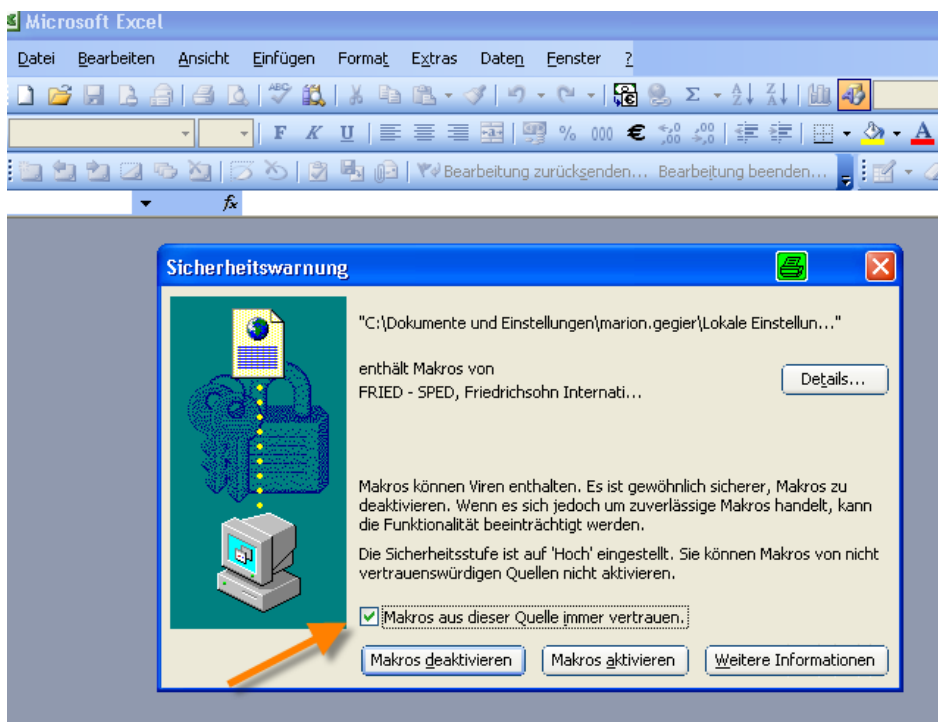 Microsoft Excel
Datei Bearbeiten Ansicht Einfügen Format Extras Daten Fenster ?
ABC Σ A Z Z A
F K U % 000 € ,00 ,00 A
Bearbeitung zurücksenden... Bearbeitung beenden...
fx
Sicherheitswarnung
"C:\Dokumente und Einstellungen\marion.gegier\Lokale Einstellun..."
enthält Makros von
FRIED - SPED, Friedrichsohn Internati...
Details...
Makros können Viren enthalten. Es ist gewöhnlich sicherer, Makros zu
deaktivieren. Wenn es sich jedoch um zuverlässige Makros handelt, kann
die Funktionalität beeinträchtigt werden.
Die Sicherheitsstufe ist auf 'Hoch' eingestellt. Sie können Makros von nicht
vertrauenswürdigen Quellen nicht aktivieren.
Makros aus dieser Quelle immer vertrauen.
Makros deaktivieren Makros aktivieren Weitere Informationen